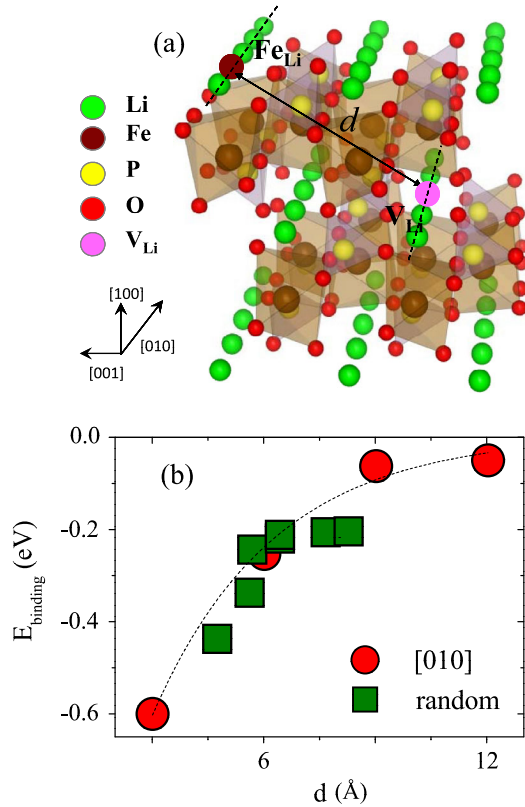 (a)
Fe_Li
d
V_Li
Li
Fe
P
O
V_Li
[100]
[010]
[001]
(b)
E_binding (eV)
0.0
-0.2
-0.4
-0.6
[010]
random
6
9
12
d (Å)